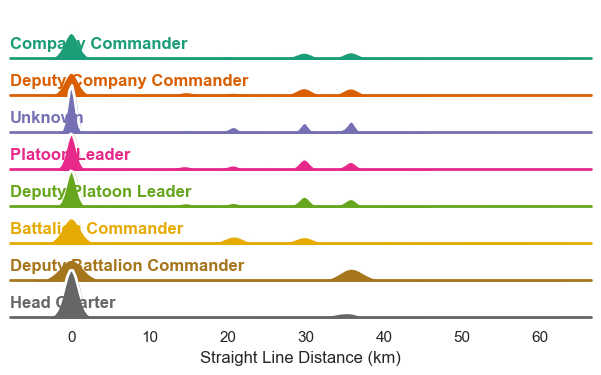 Company Commander
Deputy Company Commander
Unknown
Platoon Leader
Deputy Platoon Leader
Battalion Commander
Deputy Battalion Commander
Head Quarter
0 10 20 30 40 50 60
Straight Line Distance (km)